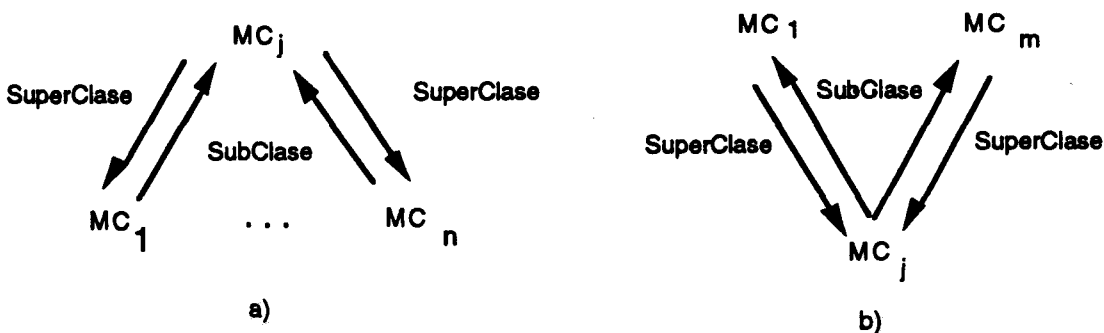 MC j
SuperClase
SuperClase
SubClase
MC 1
. . .
MC n
a)
MC 1
MC m
SubClase
SuperClase
SuperClase
MC j
b)